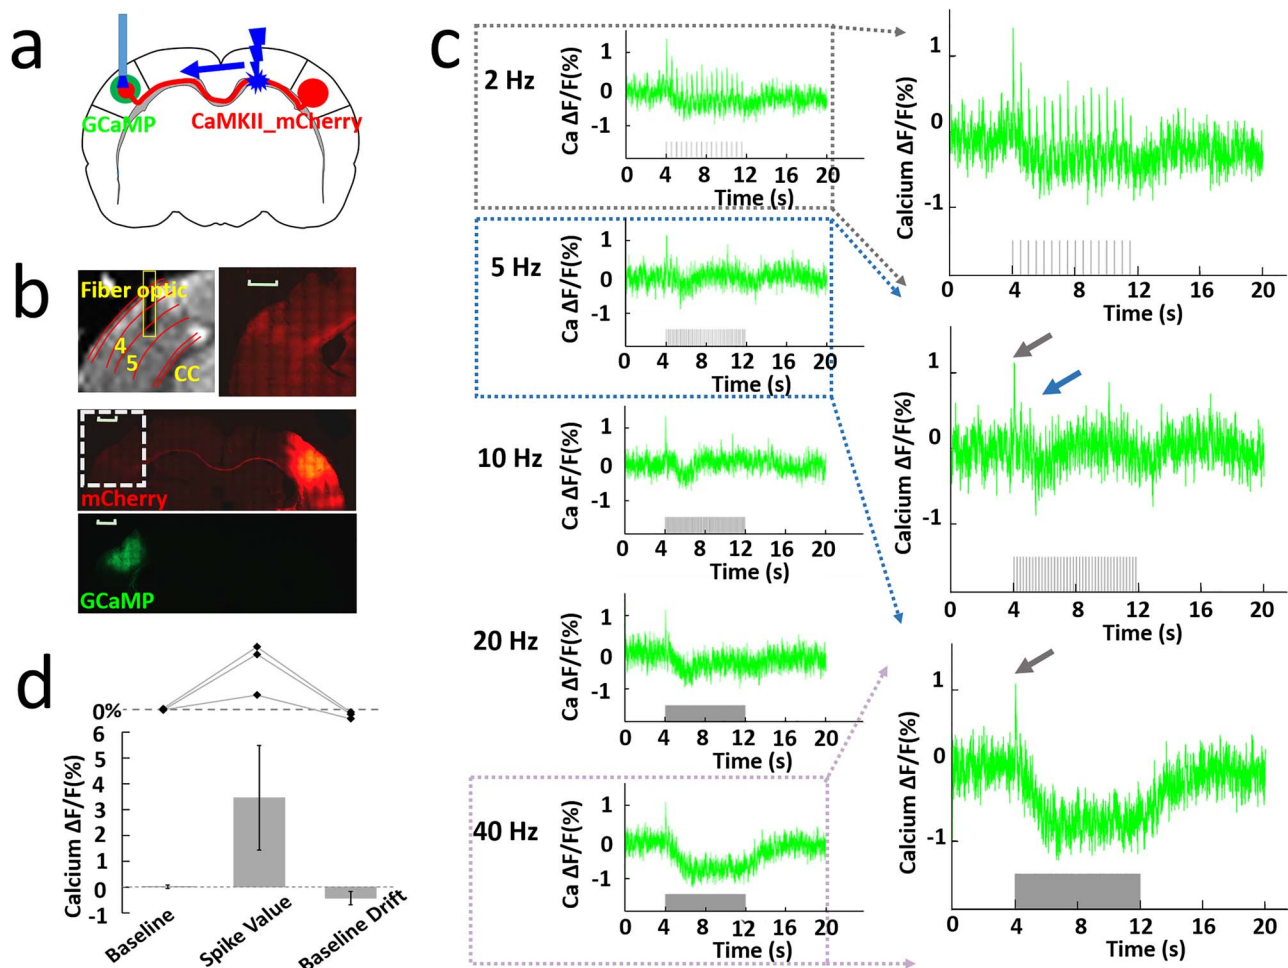 a
GCaMP
CaMKII_mCherry
b
Fiber optic
4
5
CC
mCherry
GCaMP
d
0%
6
5
4
3
2
1
0
-1
Calcium ΔF/F(%)
Baseline
Spike Value
Baseline Drift
c
2 Hz
Ca ΔF/F(%)
1
0
-1
0 4 8 12 16 20
Time (s)
5 Hz
Ca ΔF/F(%)
1
0
-1
0 4 8 12 16 20
Time (s)
10 Hz
Ca ΔF/F(%)
1
0
-1
0 4 8 12 16 20
Time (s)
20 Hz
Ca ΔF/F(%)
1
0
-1
0 4 8 12 16 20
Time (s)
40 Hz
Ca ΔF/F(%)
1
0
-1
0 4 8 12 16 20
Time (s)
Calcium ΔF/F(%)
1
0
-1
0 4 8 12 16 20
Time (s)
Calcium ΔF/F(%)
1
0
-1
0 4 8 12 16 20
Time (s)
Calcium ΔF/F(%)
1
0
-1
0 4 8 12 16 20
Time (s)